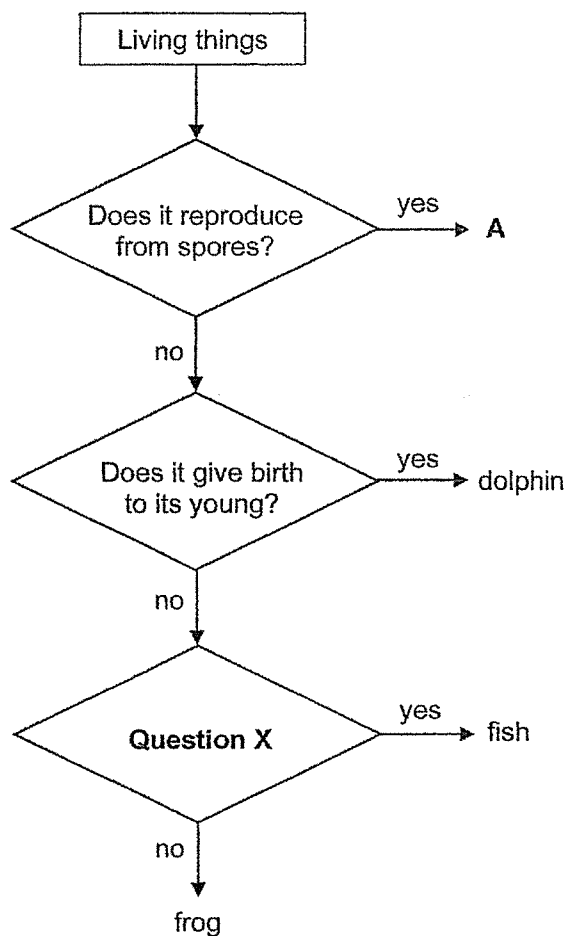 Living things
Does it reproduce
from spores?
yes
A
no
Does it give birth
to its young?
yes
dolphin
no
Question X
yes
fish
no
frog